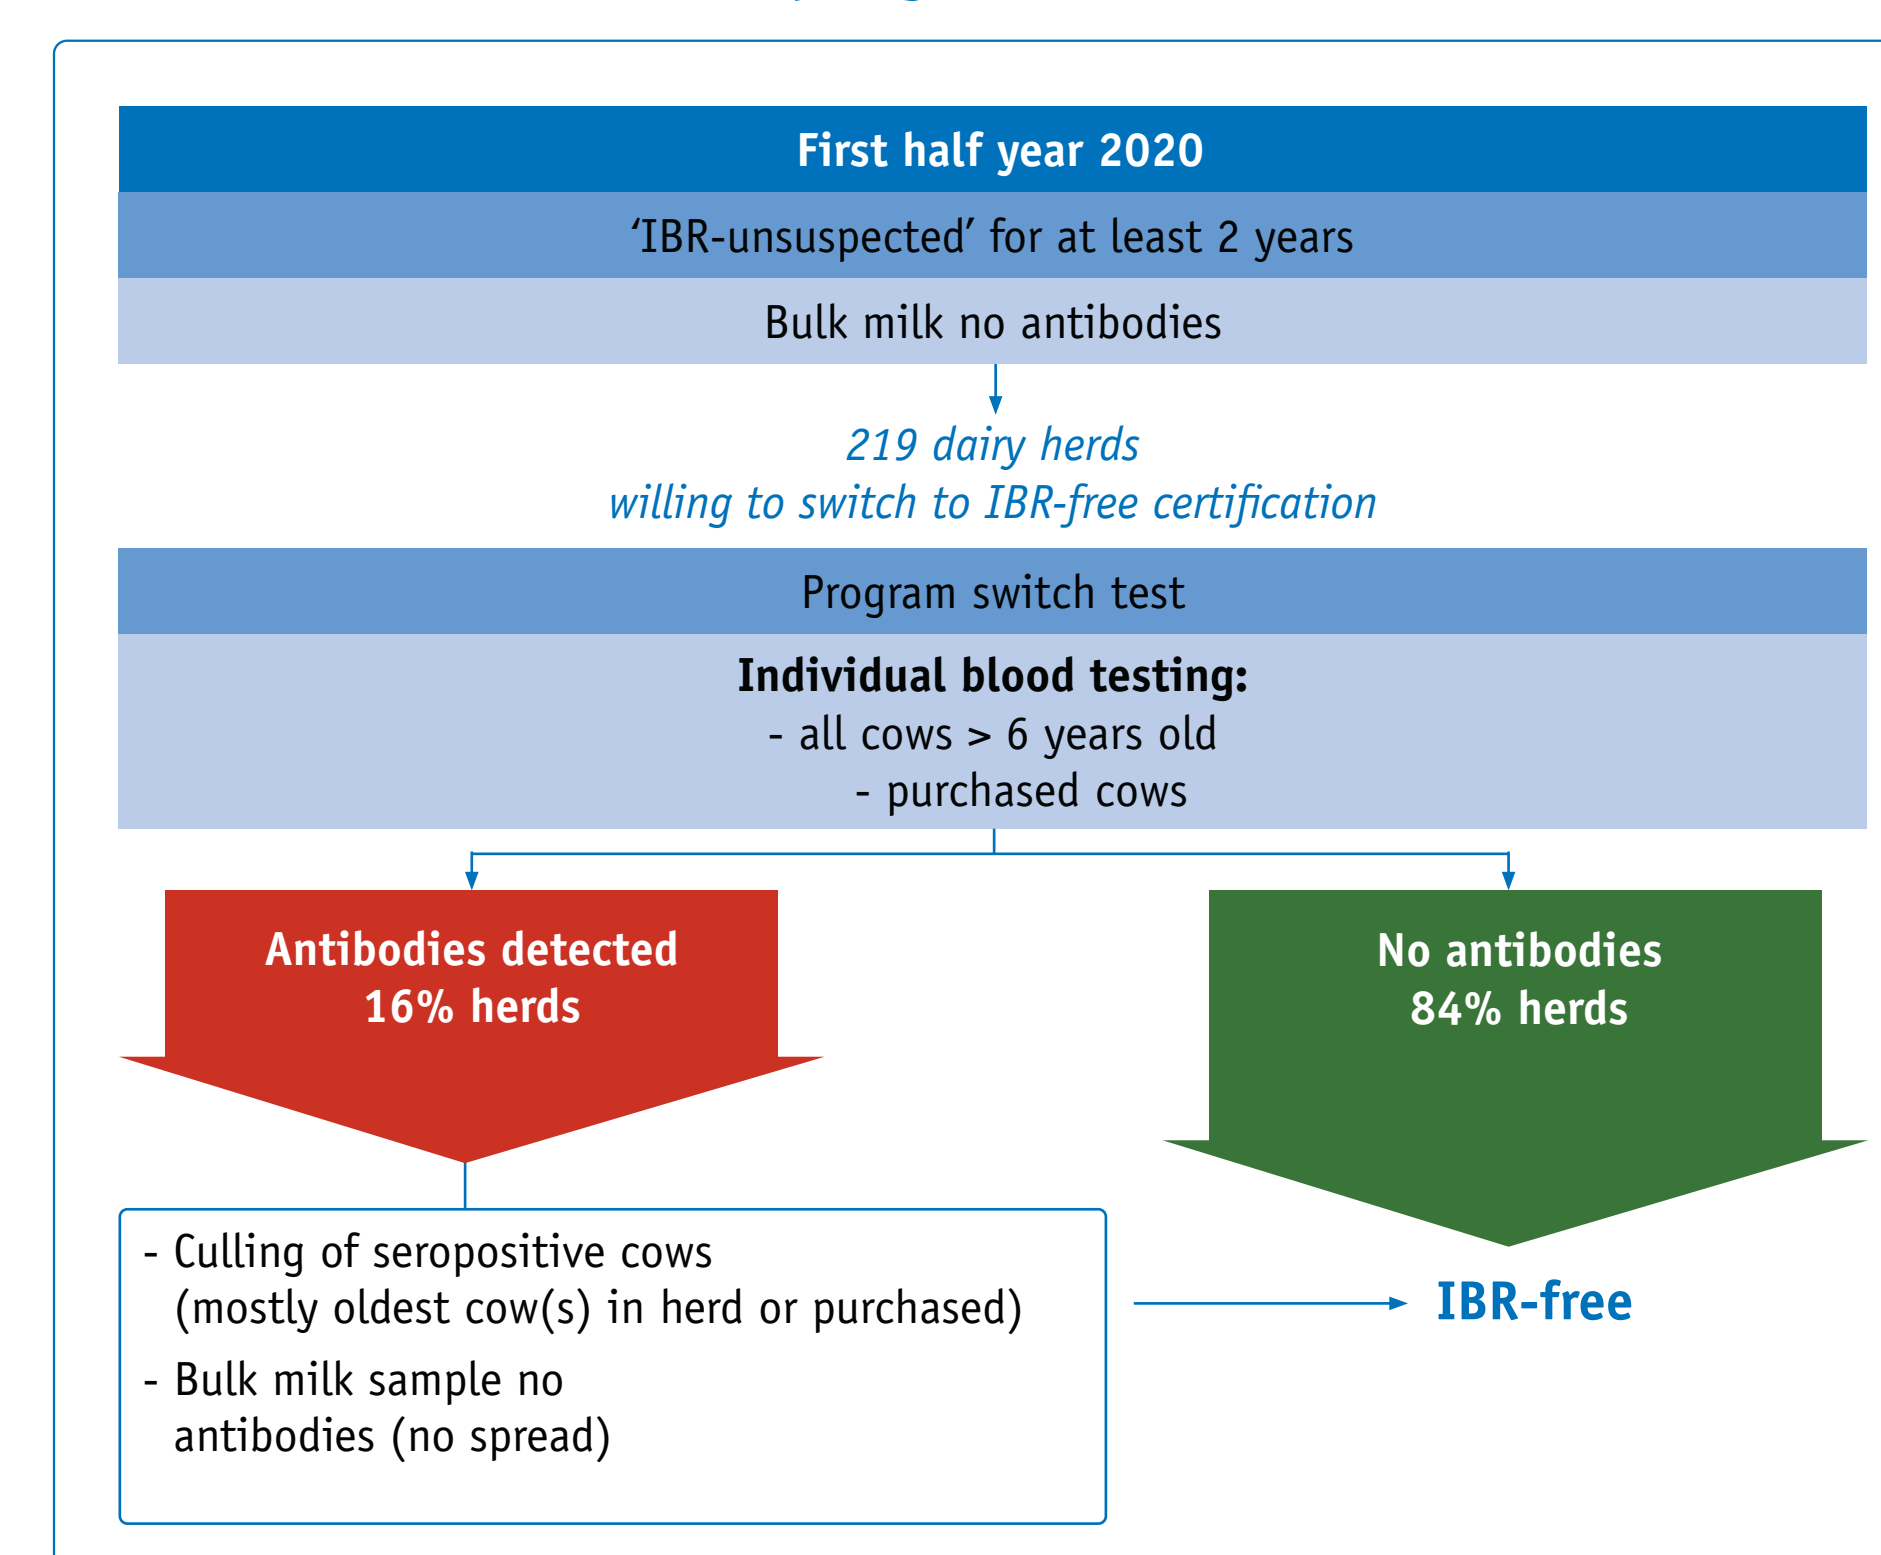 First half year 2020
‘IBR-unsuspected’ for at least 2 years
Bulk milk no antibodies
219 dairy herds
willing to switch to IBR-free certification
Program switch test
Individual blood testing:
- all cows > 6 years old
- purchased cows
Antibodies detected
16% herds
No antibodies
84% herds
- Culling of seropositive cows
(mostly oldest cow(s) in herd or purchased)
- Bulk milk sample no
antibodies (no spread)
IBR-free